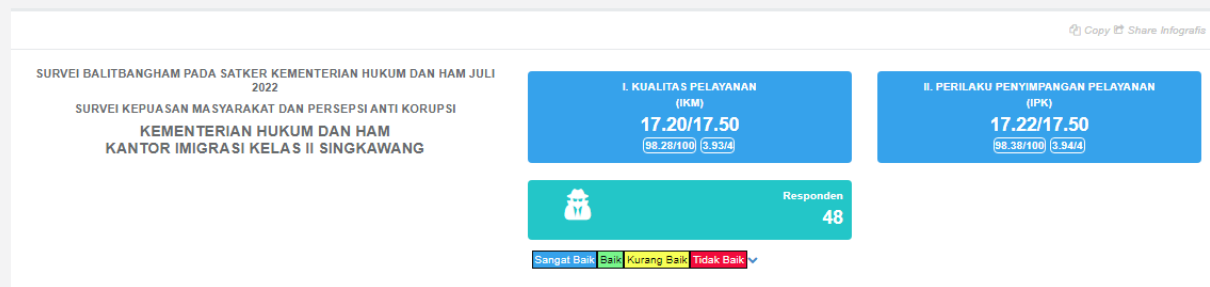 Copy Share Infografis
SURVEI BALITBANGHAM PADA SATKER KEMENTERIAN HUKUM DAN HAM JULI
2022
SURVEI KEPUASAN MASYARAKAT DAN PERSEPSI ANTI KORUPSI
KEMENTERIAN HUKUM DAN HAM
KANTOR IMIGRASI KELAS II SINGKAWANG
I. KUALITAS PELAYANAN
(IKM)
17.20/17.50
98.28/100 3.93/4
II. PERILAKU PENYIMPANGAN PELAYANAN
(IPK)
17.22/17.50
98.38/100 3.94/4
Responden
48
Sangat Baik Baik Kurang Baik Tidak Baik